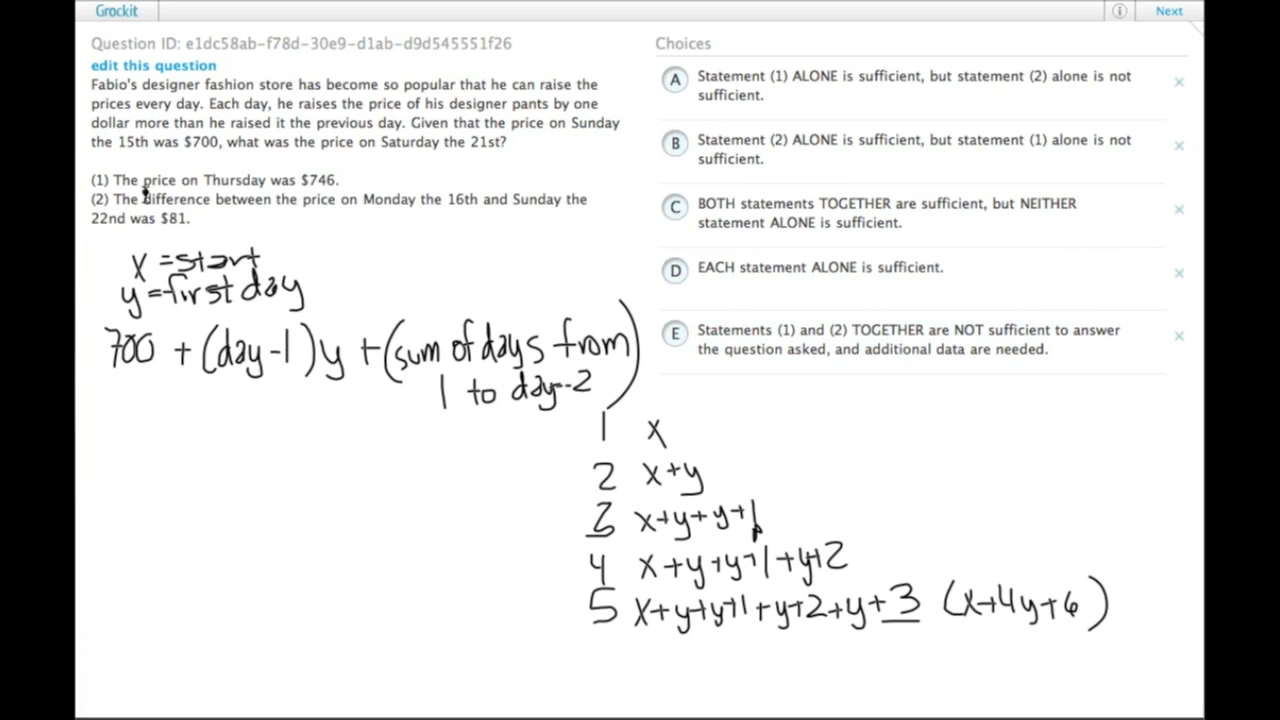 Grockit
Next
Question ID: e1dc58ab-f78d-30e9-d1ab-d9d545551f26
edit this question
Fabio's designer fashion store has become so popular that he can raise the
prices every day. Each day, he raises the price of his designer pants by one
dollar more than he raised it the previous day. Given that the price on Sunday
the 15th was $700, what was the price on Saturday the 21st?
(1) The price on Thursday was $746.
(2) The difference between the price on Monday the 16th and Sunday the
22nd was $81.
Choices
A Statement (1) ALONE is sufficient, but statement (2) alone is not
sufficient.
B Statement (2) ALONE is sufficient, but statement (1) alone is not
sufficient.
C BOTH statements TOGETHER are sufficient, but NEITHER
statement ALONE is sufficient.
D EACH statement ALONE is sufficient.
E Statements (1) and (2) TOGETHER are NOT sufficient to answer
the question asked, and additional data are needed.
x = start
y = first day
700 + (day-1)y + (sum of days from
1 to day-2)
1 x
2 x+y
3 x+y+y+1
4 x+y+y+1+y+2
5 x+y+y+1+y+2+y+3 (x+4y+6)